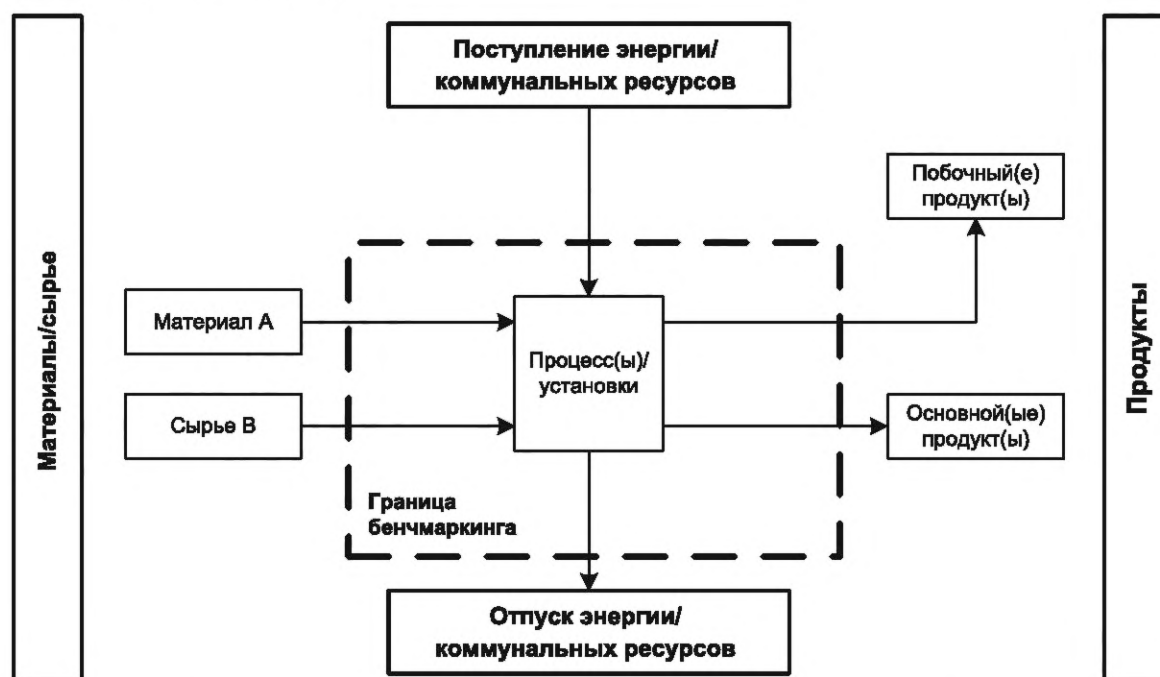 Материалы/сырье
Поступление энергии/
коммунальных ресурсов
Побочный(е)
продукт(ы)
Материал А
Процесс(ы)/
установки
Сырье В
Основной(ые)
продукт(ы)
Граница
бенчмаркинга
Отпуск энергии/
коммунальных ресурсов
Продукты